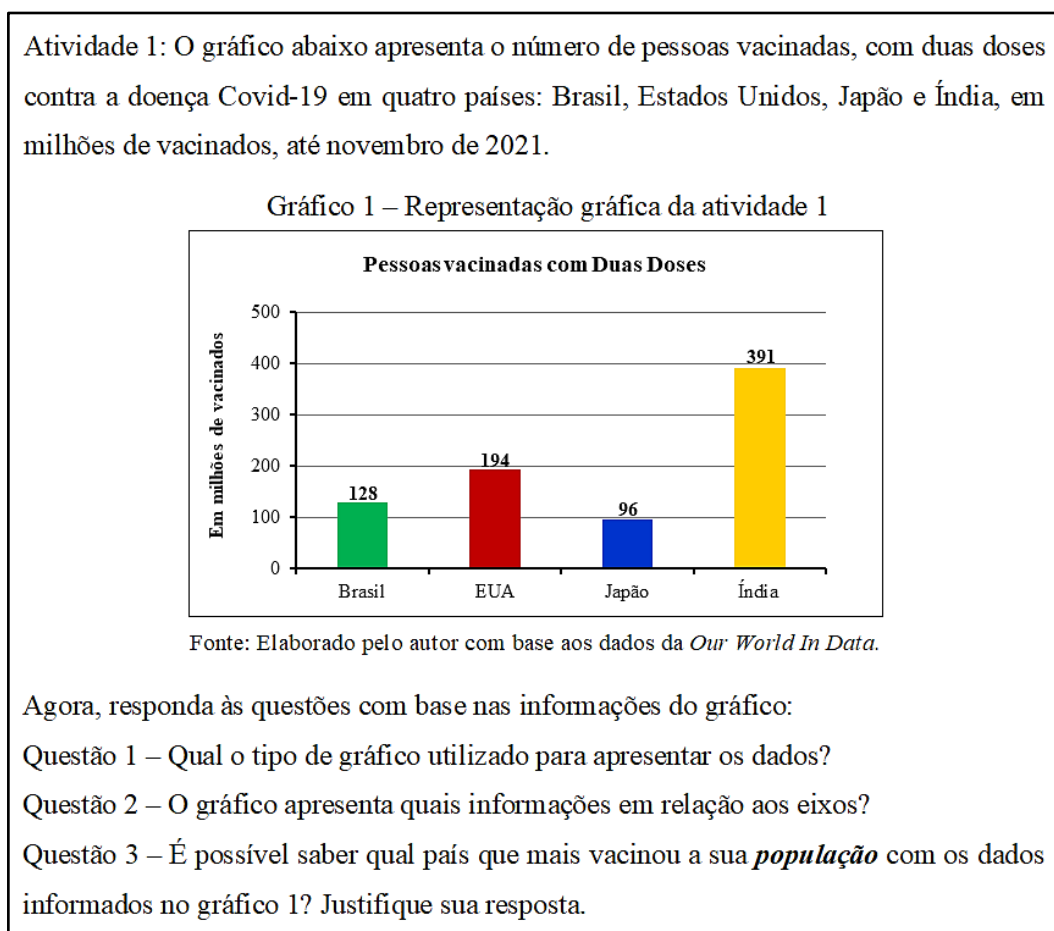 Atividade 1: O gráfico abaixo apresenta o número de pessoas vacinadas, com duas doses
contra a doença Covid-19 em quatro países: Brasil, Estados Unidos, Japão e Índia, em
milhões de vacinados, até novembro de 2021.
Gráfico 1 – Representação gráfica da atividade 1
Pessoas vacinadas com Duas Doses
Em milhões de vacinados
500
400
300
200
100
0
128
194
96
391
Brasil
EUA
Japão
Índia
Fonte: Elaborado pelo autor com base aos dados da Our World In Data.
Agora, responda às questões com base nas informações do gráfico:
Questão 1 – Qual o tipo de gráfico utilizado para apresentar os dados?
Questão 2 – O gráfico apresenta quais informações em relação aos eixos?
Questão 3 – É possível saber qual país que mais vacinou a sua população com os dados
informados no gráfico 1? Justifique sua resposta.